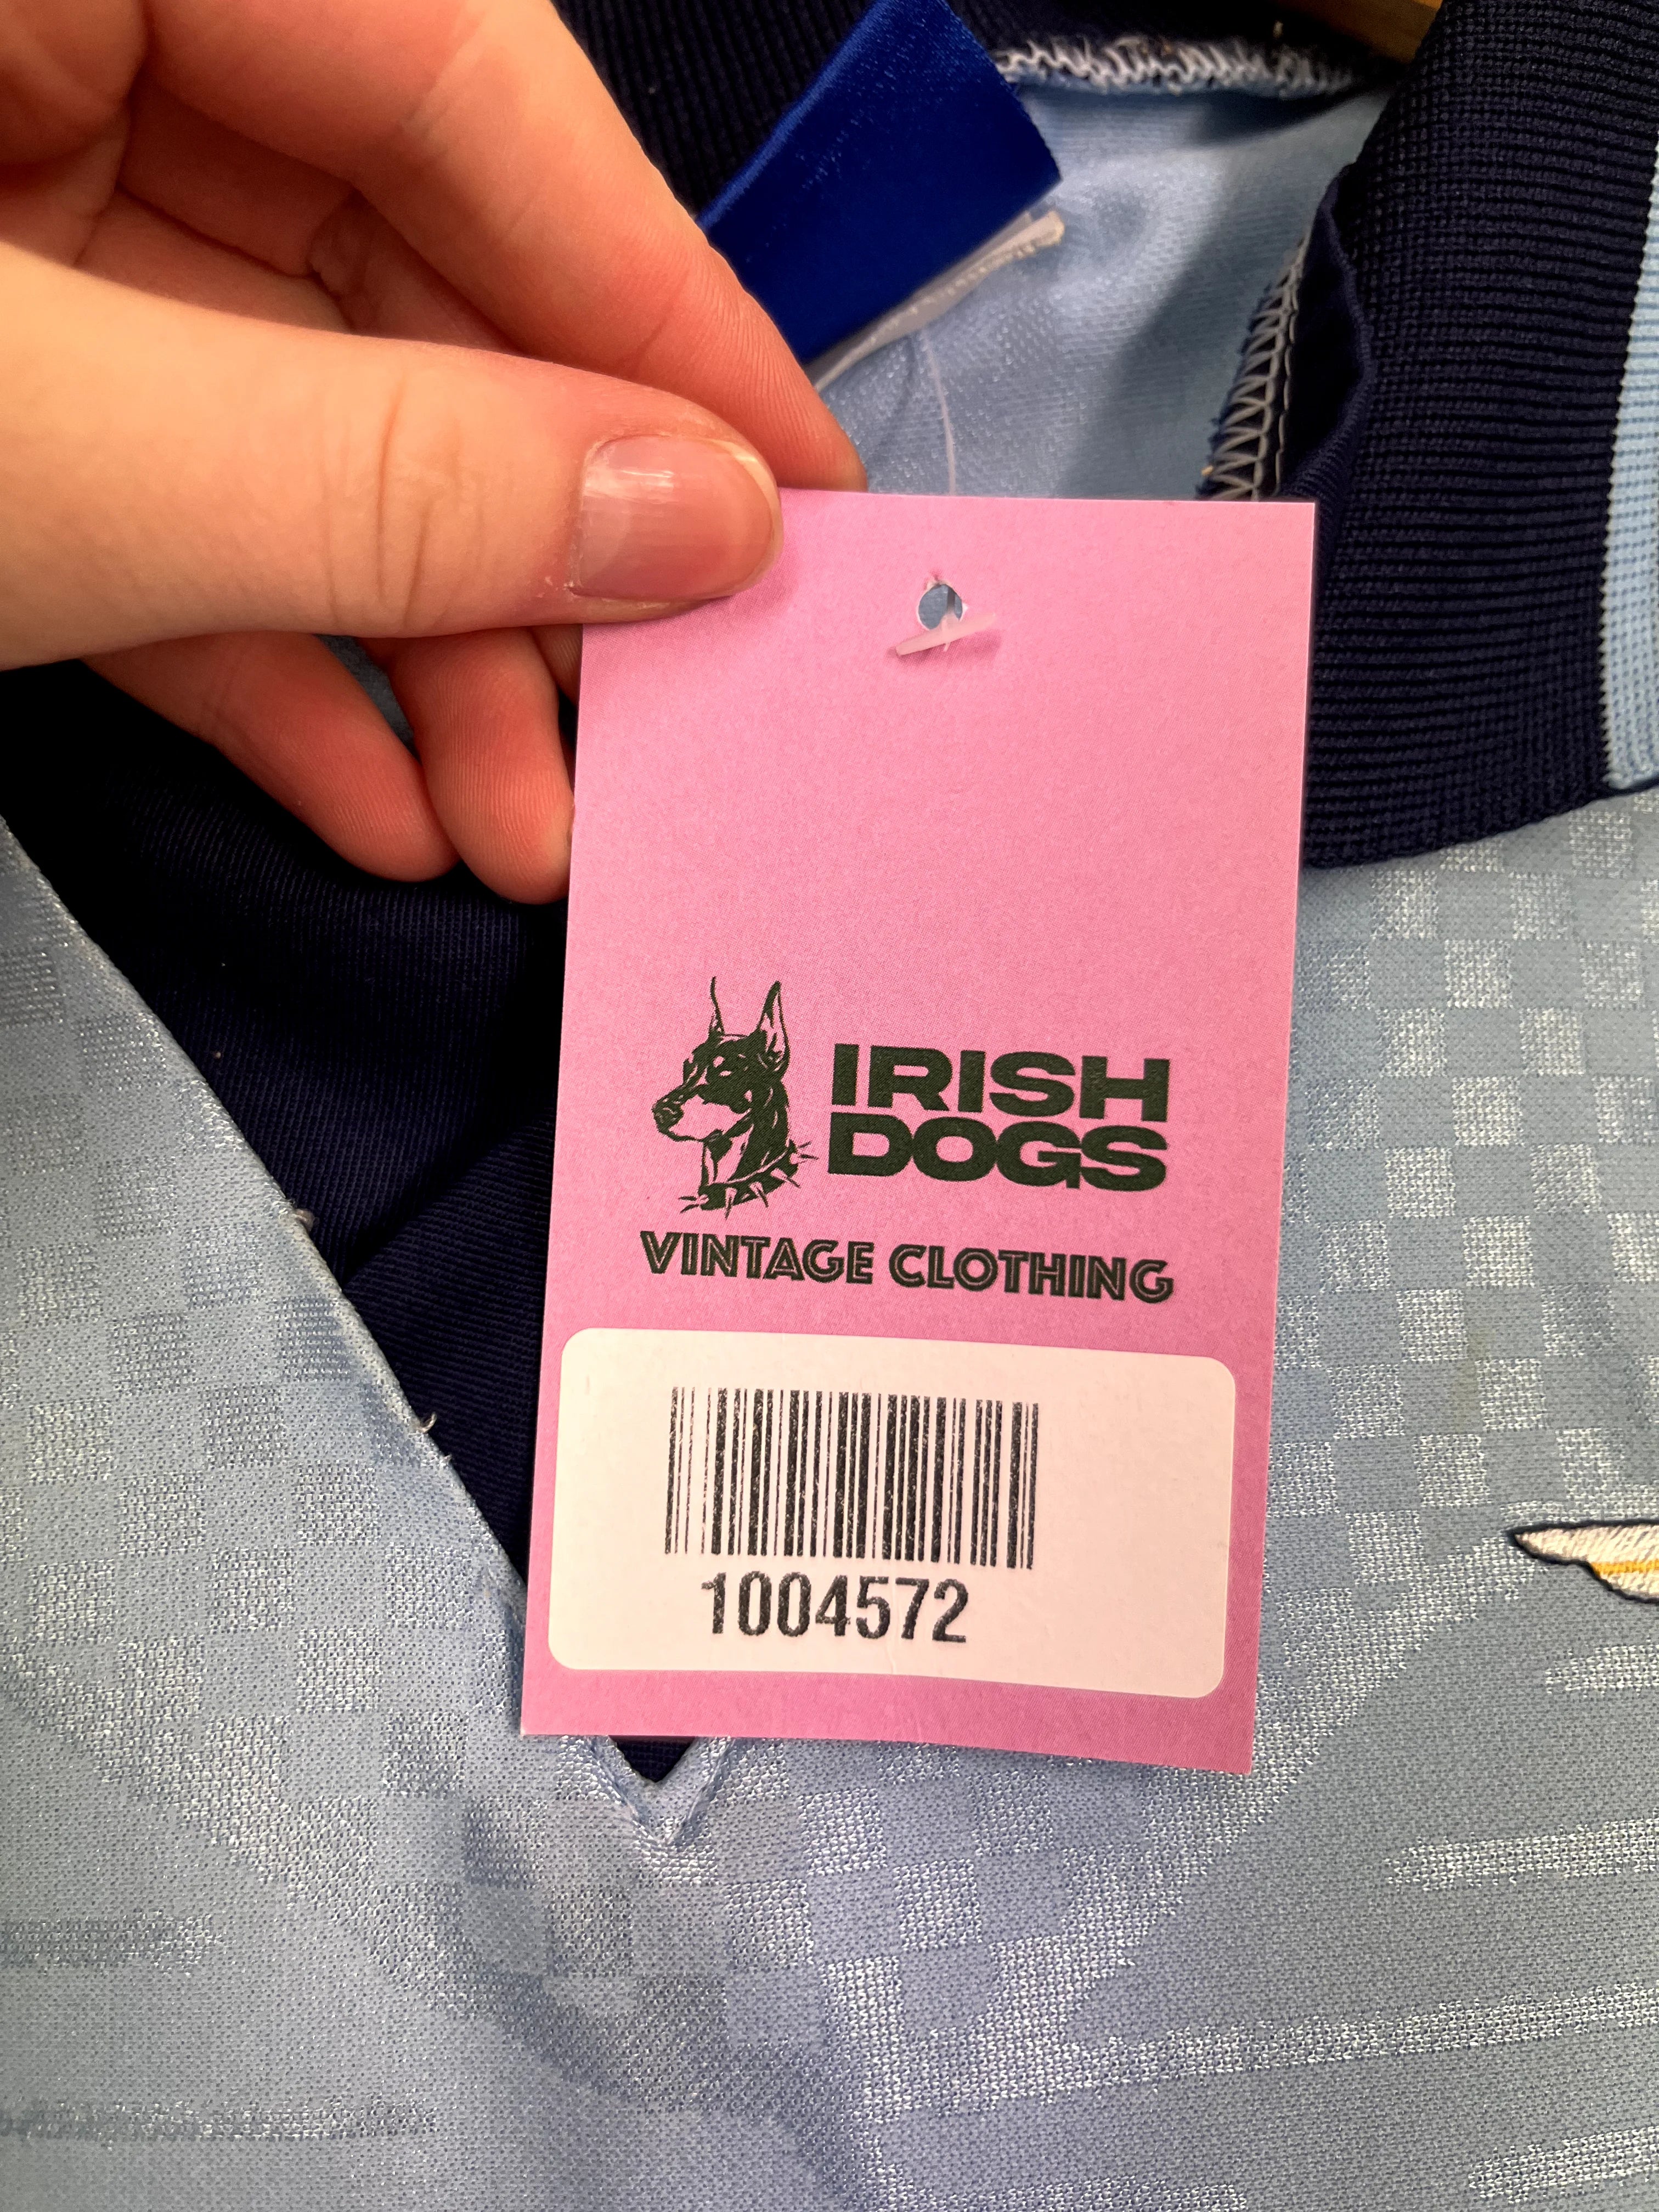 IRISH
DOGS
VINTAGE CLOTHING
1004572